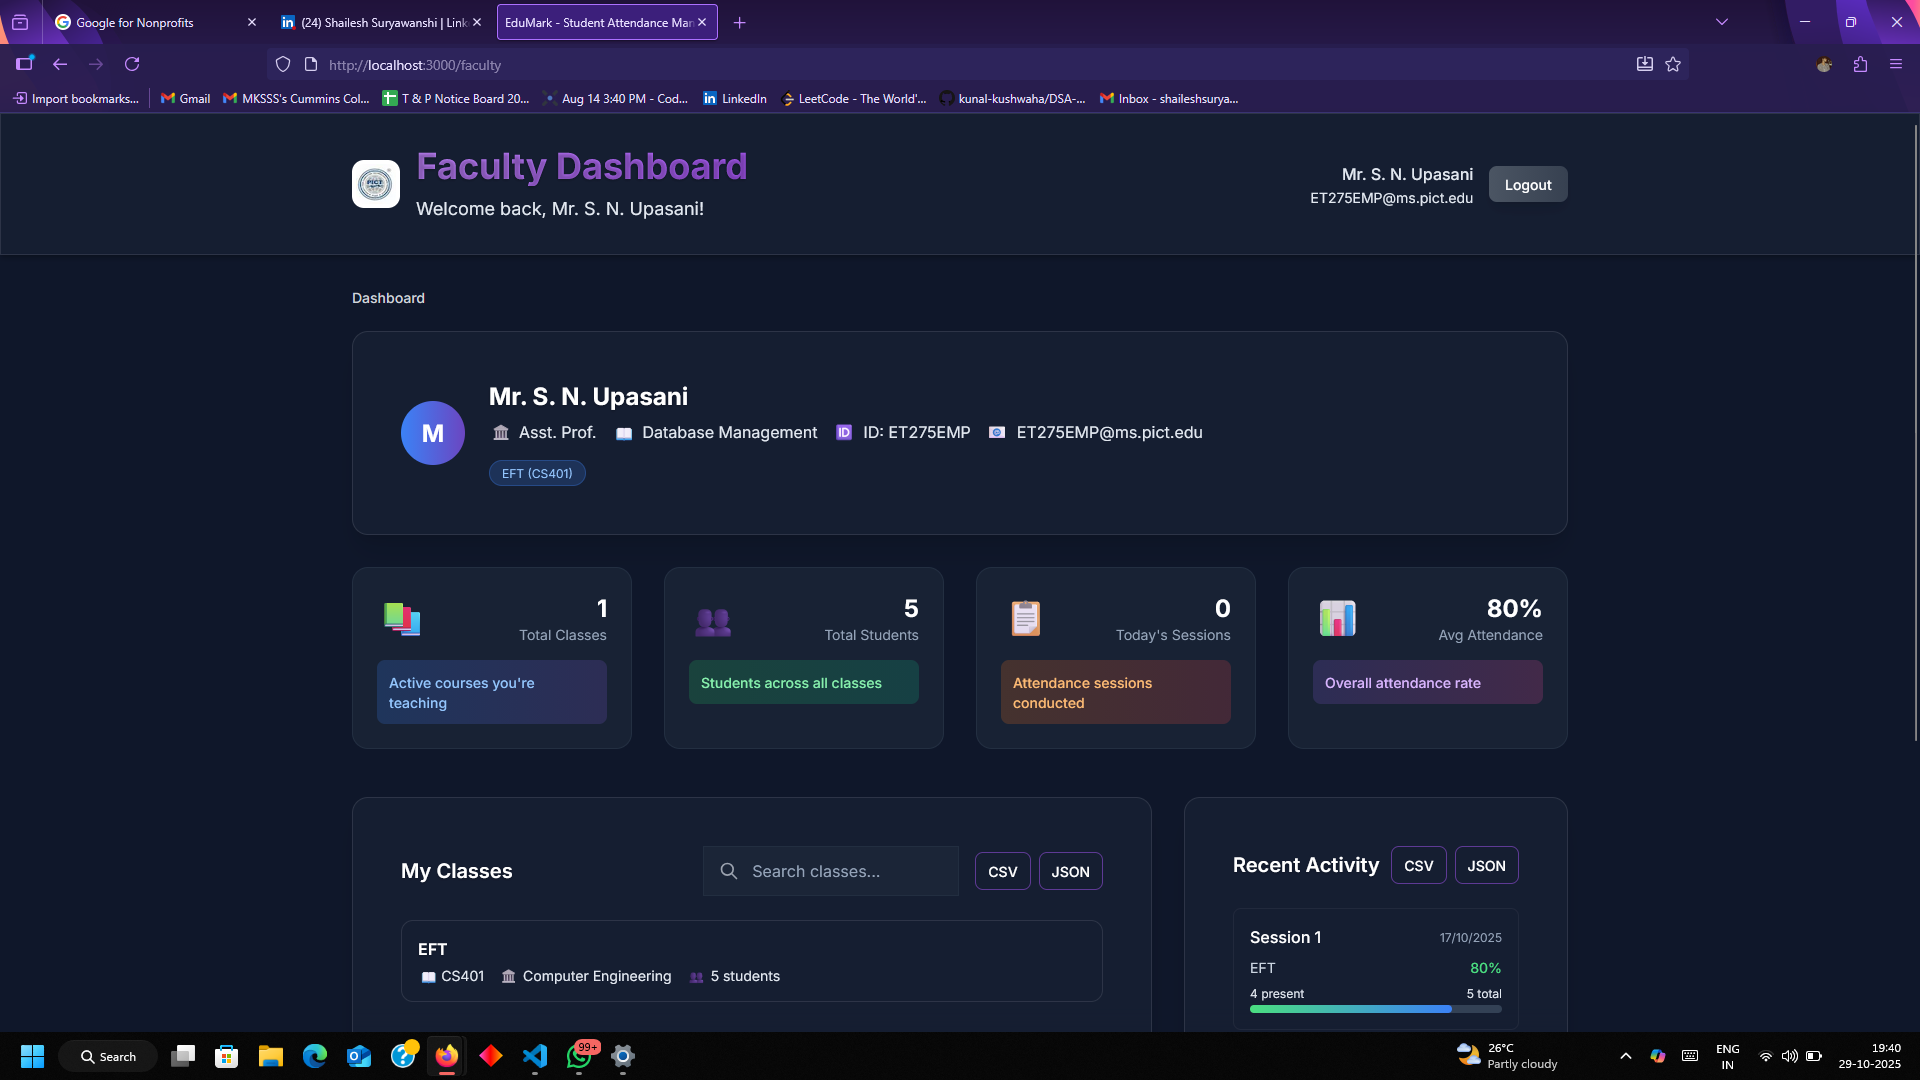 Google for Nonprofits
(24) Shailesh Suryawanshi | Link
EduMark - Student Attendance Man
http://localhost:3000/faculty
Import bookmarks...
Gmail
MKSSS's Cummins Col...
T & P Notice Board 20...
Aug 14 3:40 PM - Cod...
LinkedIn
LeetCode - The World'...
kunal-kushwaha/DSA-...
Inbox - shaileshsurya...
PICT
Faculty Dashboard
Welcome back, Mr. S. N. Upasani!
Mr. S. N. Upasani
ET275EMP@ms.pict.edu
Logout
Dashboard
M
Mr. S. N. Upasani
Asst. Prof.
Database Management
ID
ID: ET275EMP
ET275EMP@ms.pict.edu
EFT (CS401)
1
Total Classes
Active courses you're
teaching
5
Total Students
Students across all classes
0
Today's Sessions
Attendance sessions
conducted
80%
Avg Attendance
Overall attendance rate
My Classes
Search classes...
CSV
JSON
EFT
CS401
Computer Engineering
5 students
Recent Activity
CSV
JSON
Session 1
17/10/2025
EFT
80%
4 present
5 total
Search
99+
26°C
Partly cloudy
ENG
IN
19:40
29-10-2025